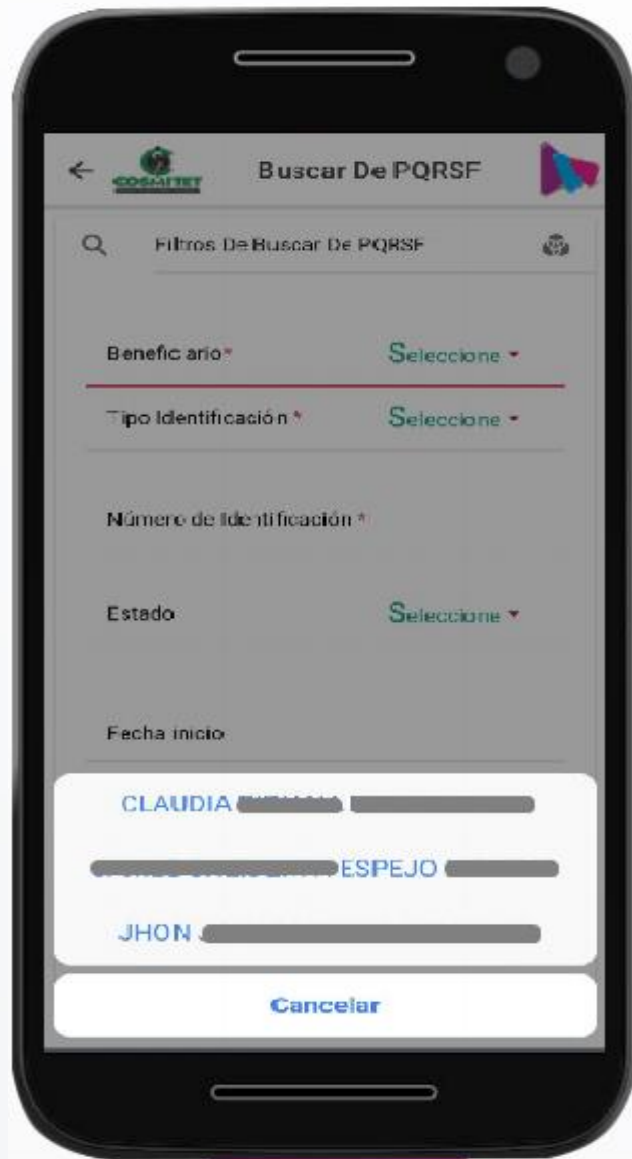 COSMITET Buscar De PQRSF
Filtros De Buscar De PQRSF
Beneficiario* Seleccione
Tipo Identificación * Seleccione
Número de Identificación *
Estado Seleccione
Fecha inicio
CLAUDIA
ESPEJO
JHON
Cancelar